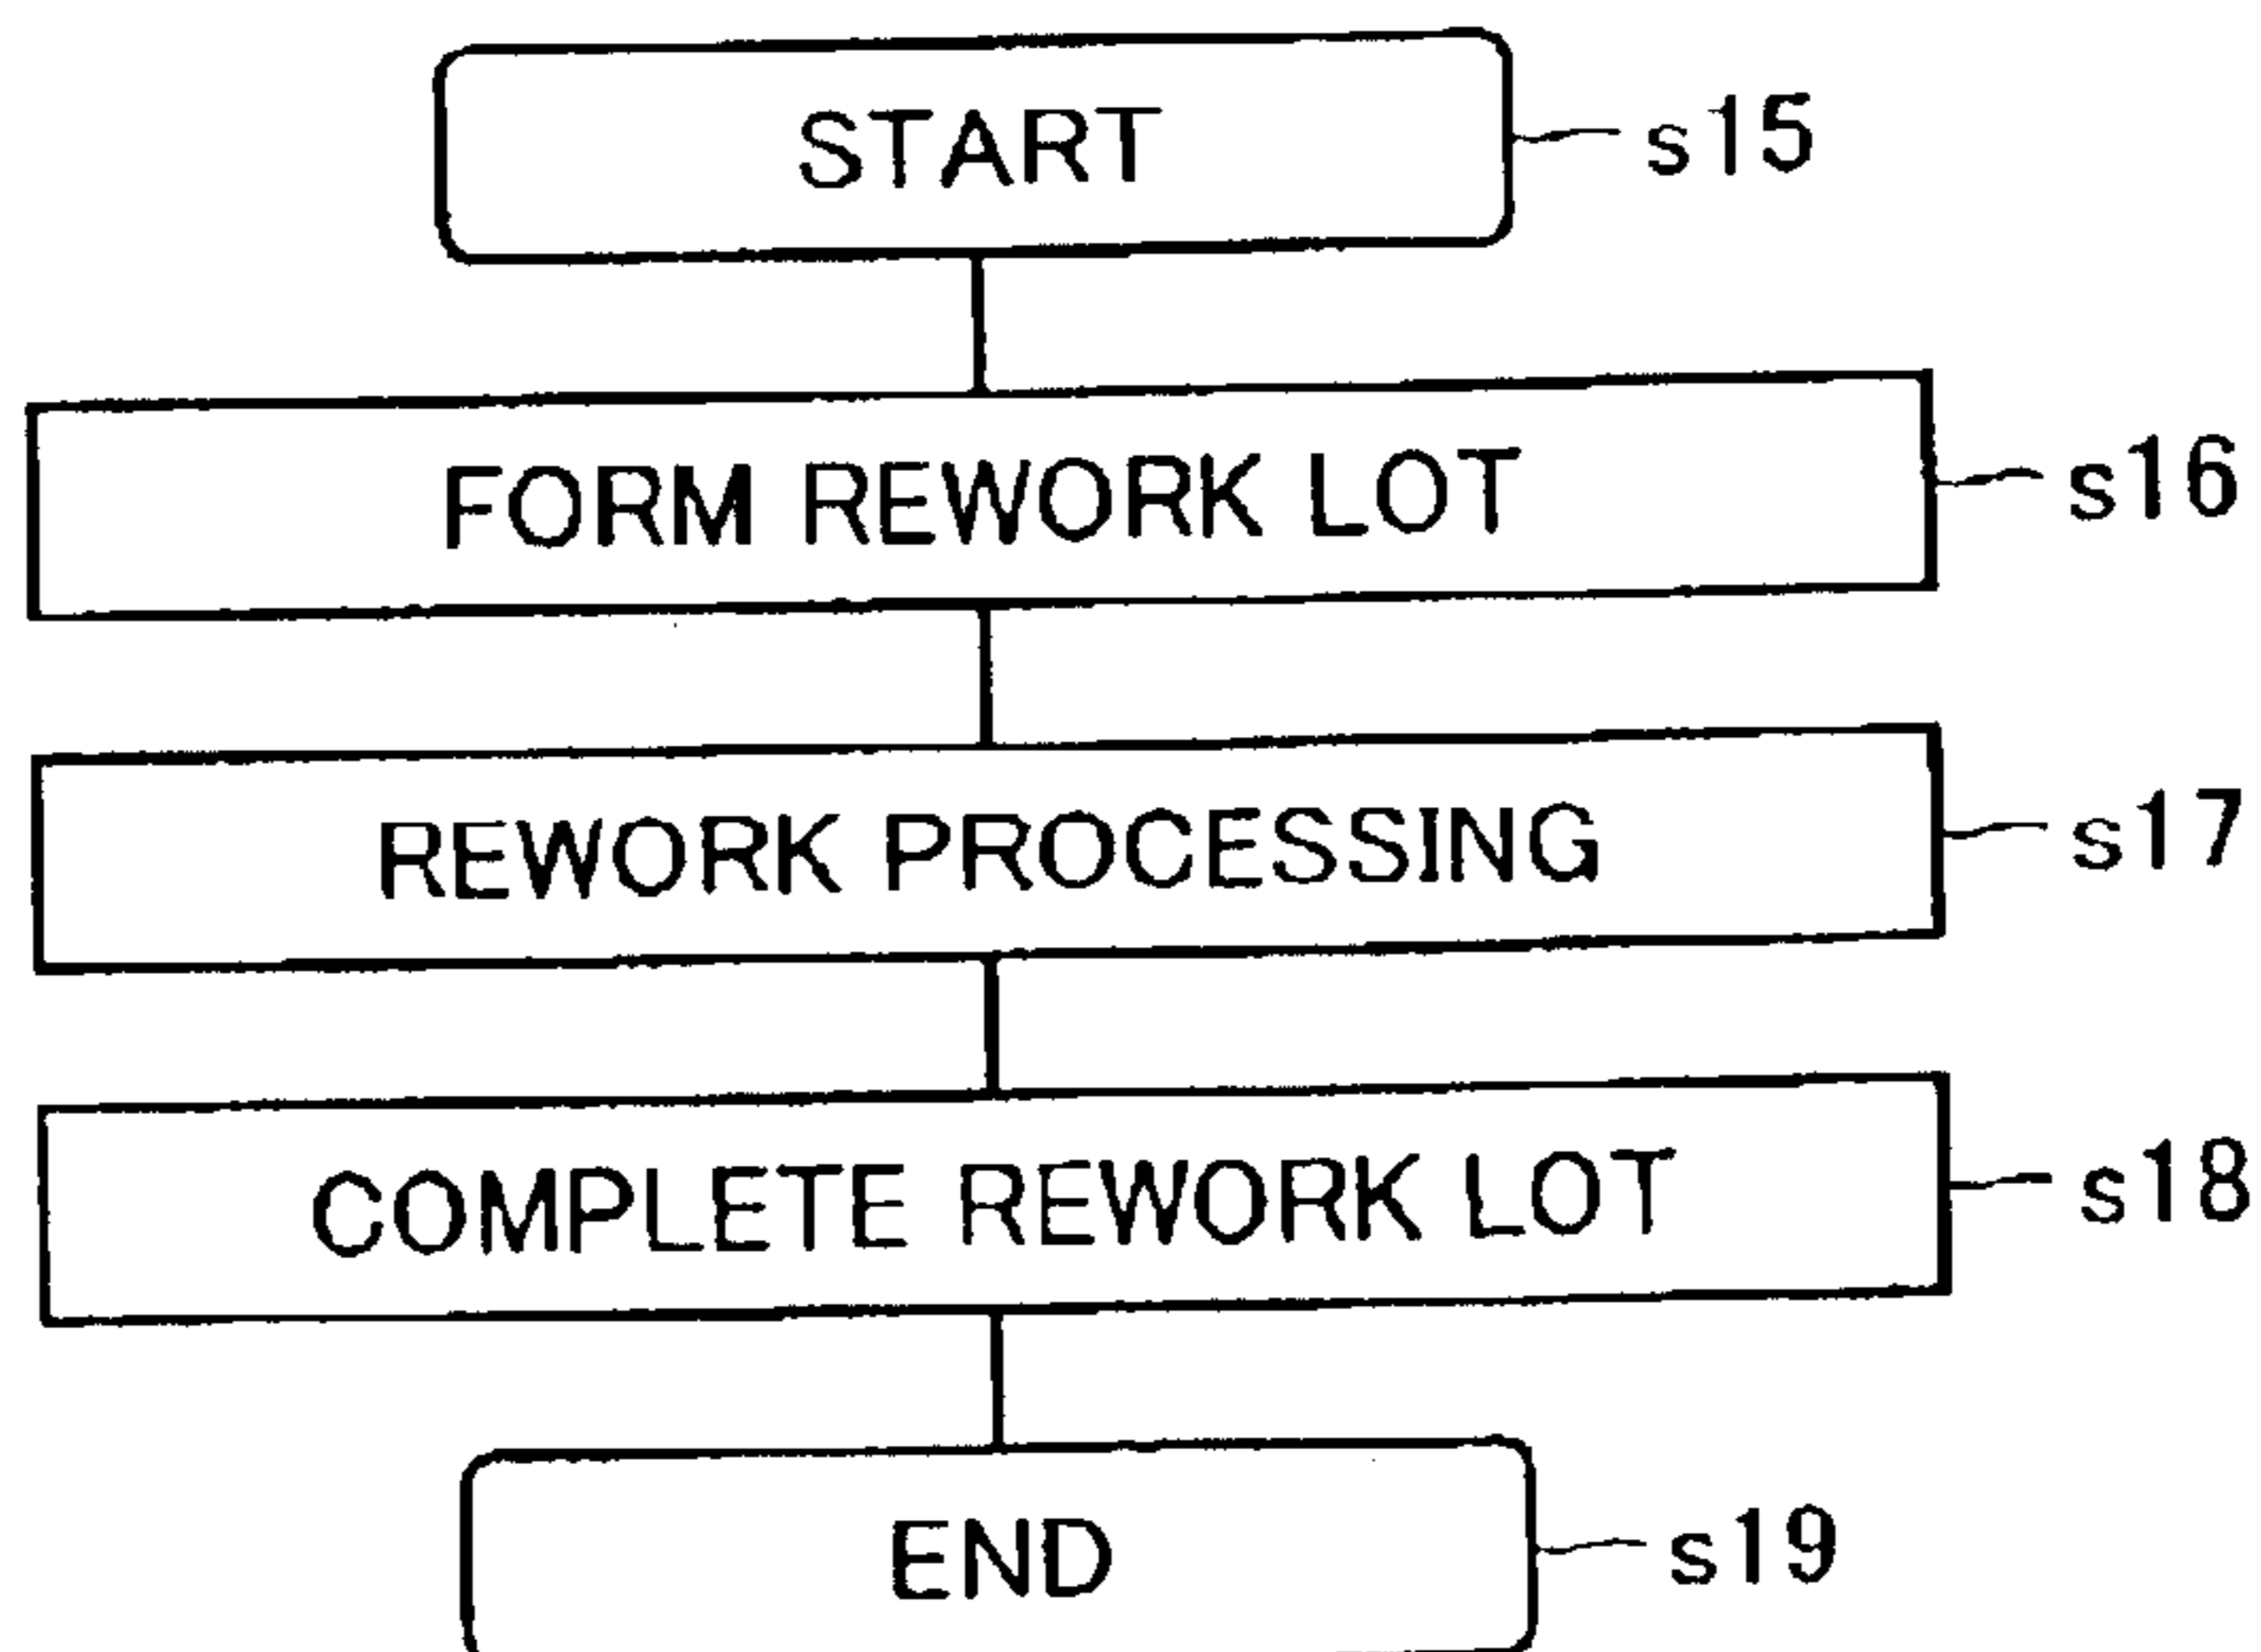 START s15
FORM REWORK LOT s16
REWORK PROCESSING s17
COMPLETE REWORK LOT s18
END s19